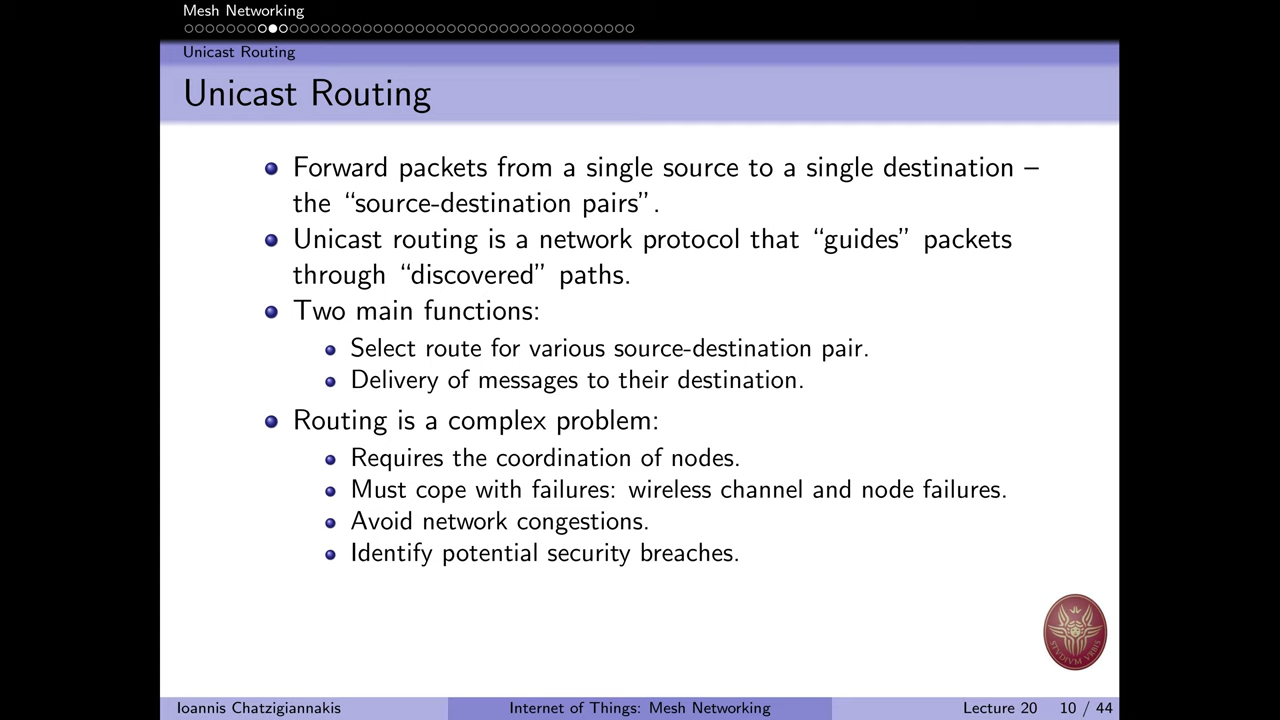 Mesh Networking
Unicast Routing
Unicast Routing
Forward packets from a single source to a single destination –
the “source-destination pairs”.
Unicast routing is a network protocol that “guides” packets
through “discovered” paths.
Two main functions:
Select route for various source-destination pair.
Delivery of messages to their destination.
Routing is a complex problem:
Requires the coordination of nodes.
Must cope with failures: wireless channel and node failures.
Avoid network congestions.
Identify potential security breaches.
STVDIVM VRBIS
Ioannis Chatzigiannakis
Internet of Things: Mesh Networking
Lecture 20 10 / 44